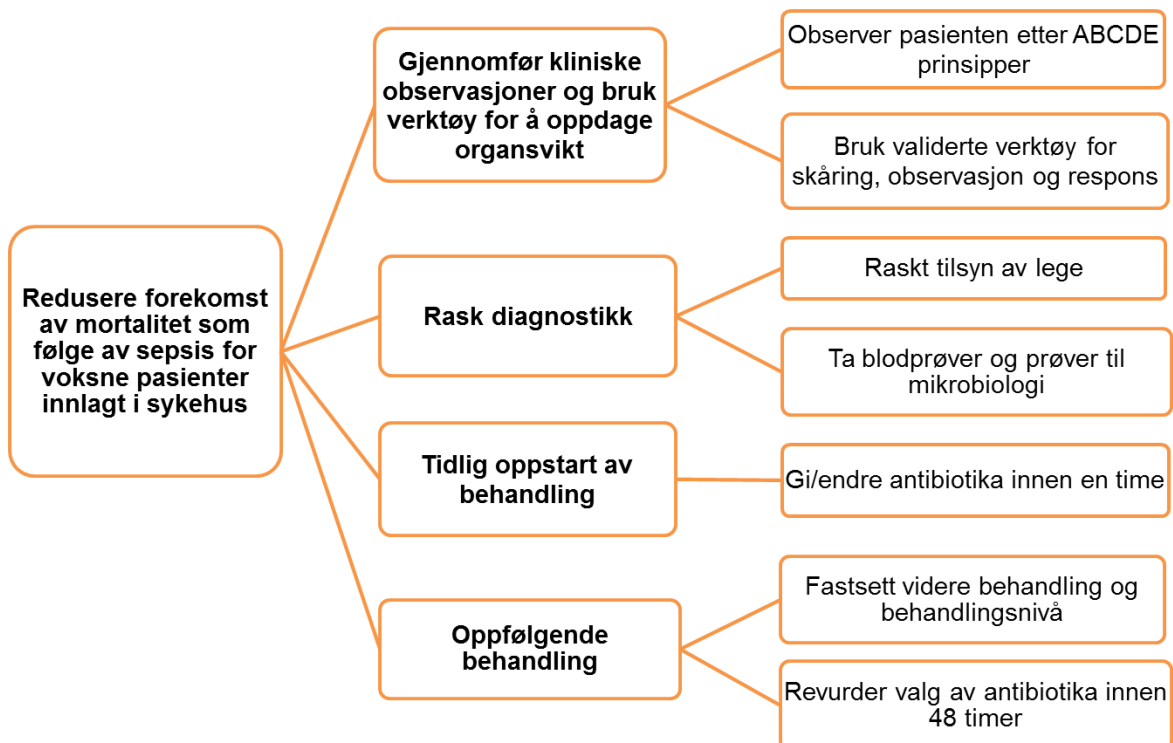 Redusere forekomst
av mortalitet som
følge av sepsis for
voksne pasienter
innlagt i sykehus
Gjennomfør kliniske
observasjoner og bruk
verktøy for å oppdage
organsvikt
Observer pasienten etter ABCDE
prinsipper
Bruk validerte verktøy for
skåring, observasjon og respons
Rask diagnostikk
Raskt tilsyn av lege
Ta blodprøver og prøver til
mikrobiologi
Tidlig oppstart av
behandling
Gi/endre antibiotika innen en time
Oppfølgende
behandling
Fastsett videre behandling og
behandlingsnivå
Revurder valg av antibiotika innen
48 timer